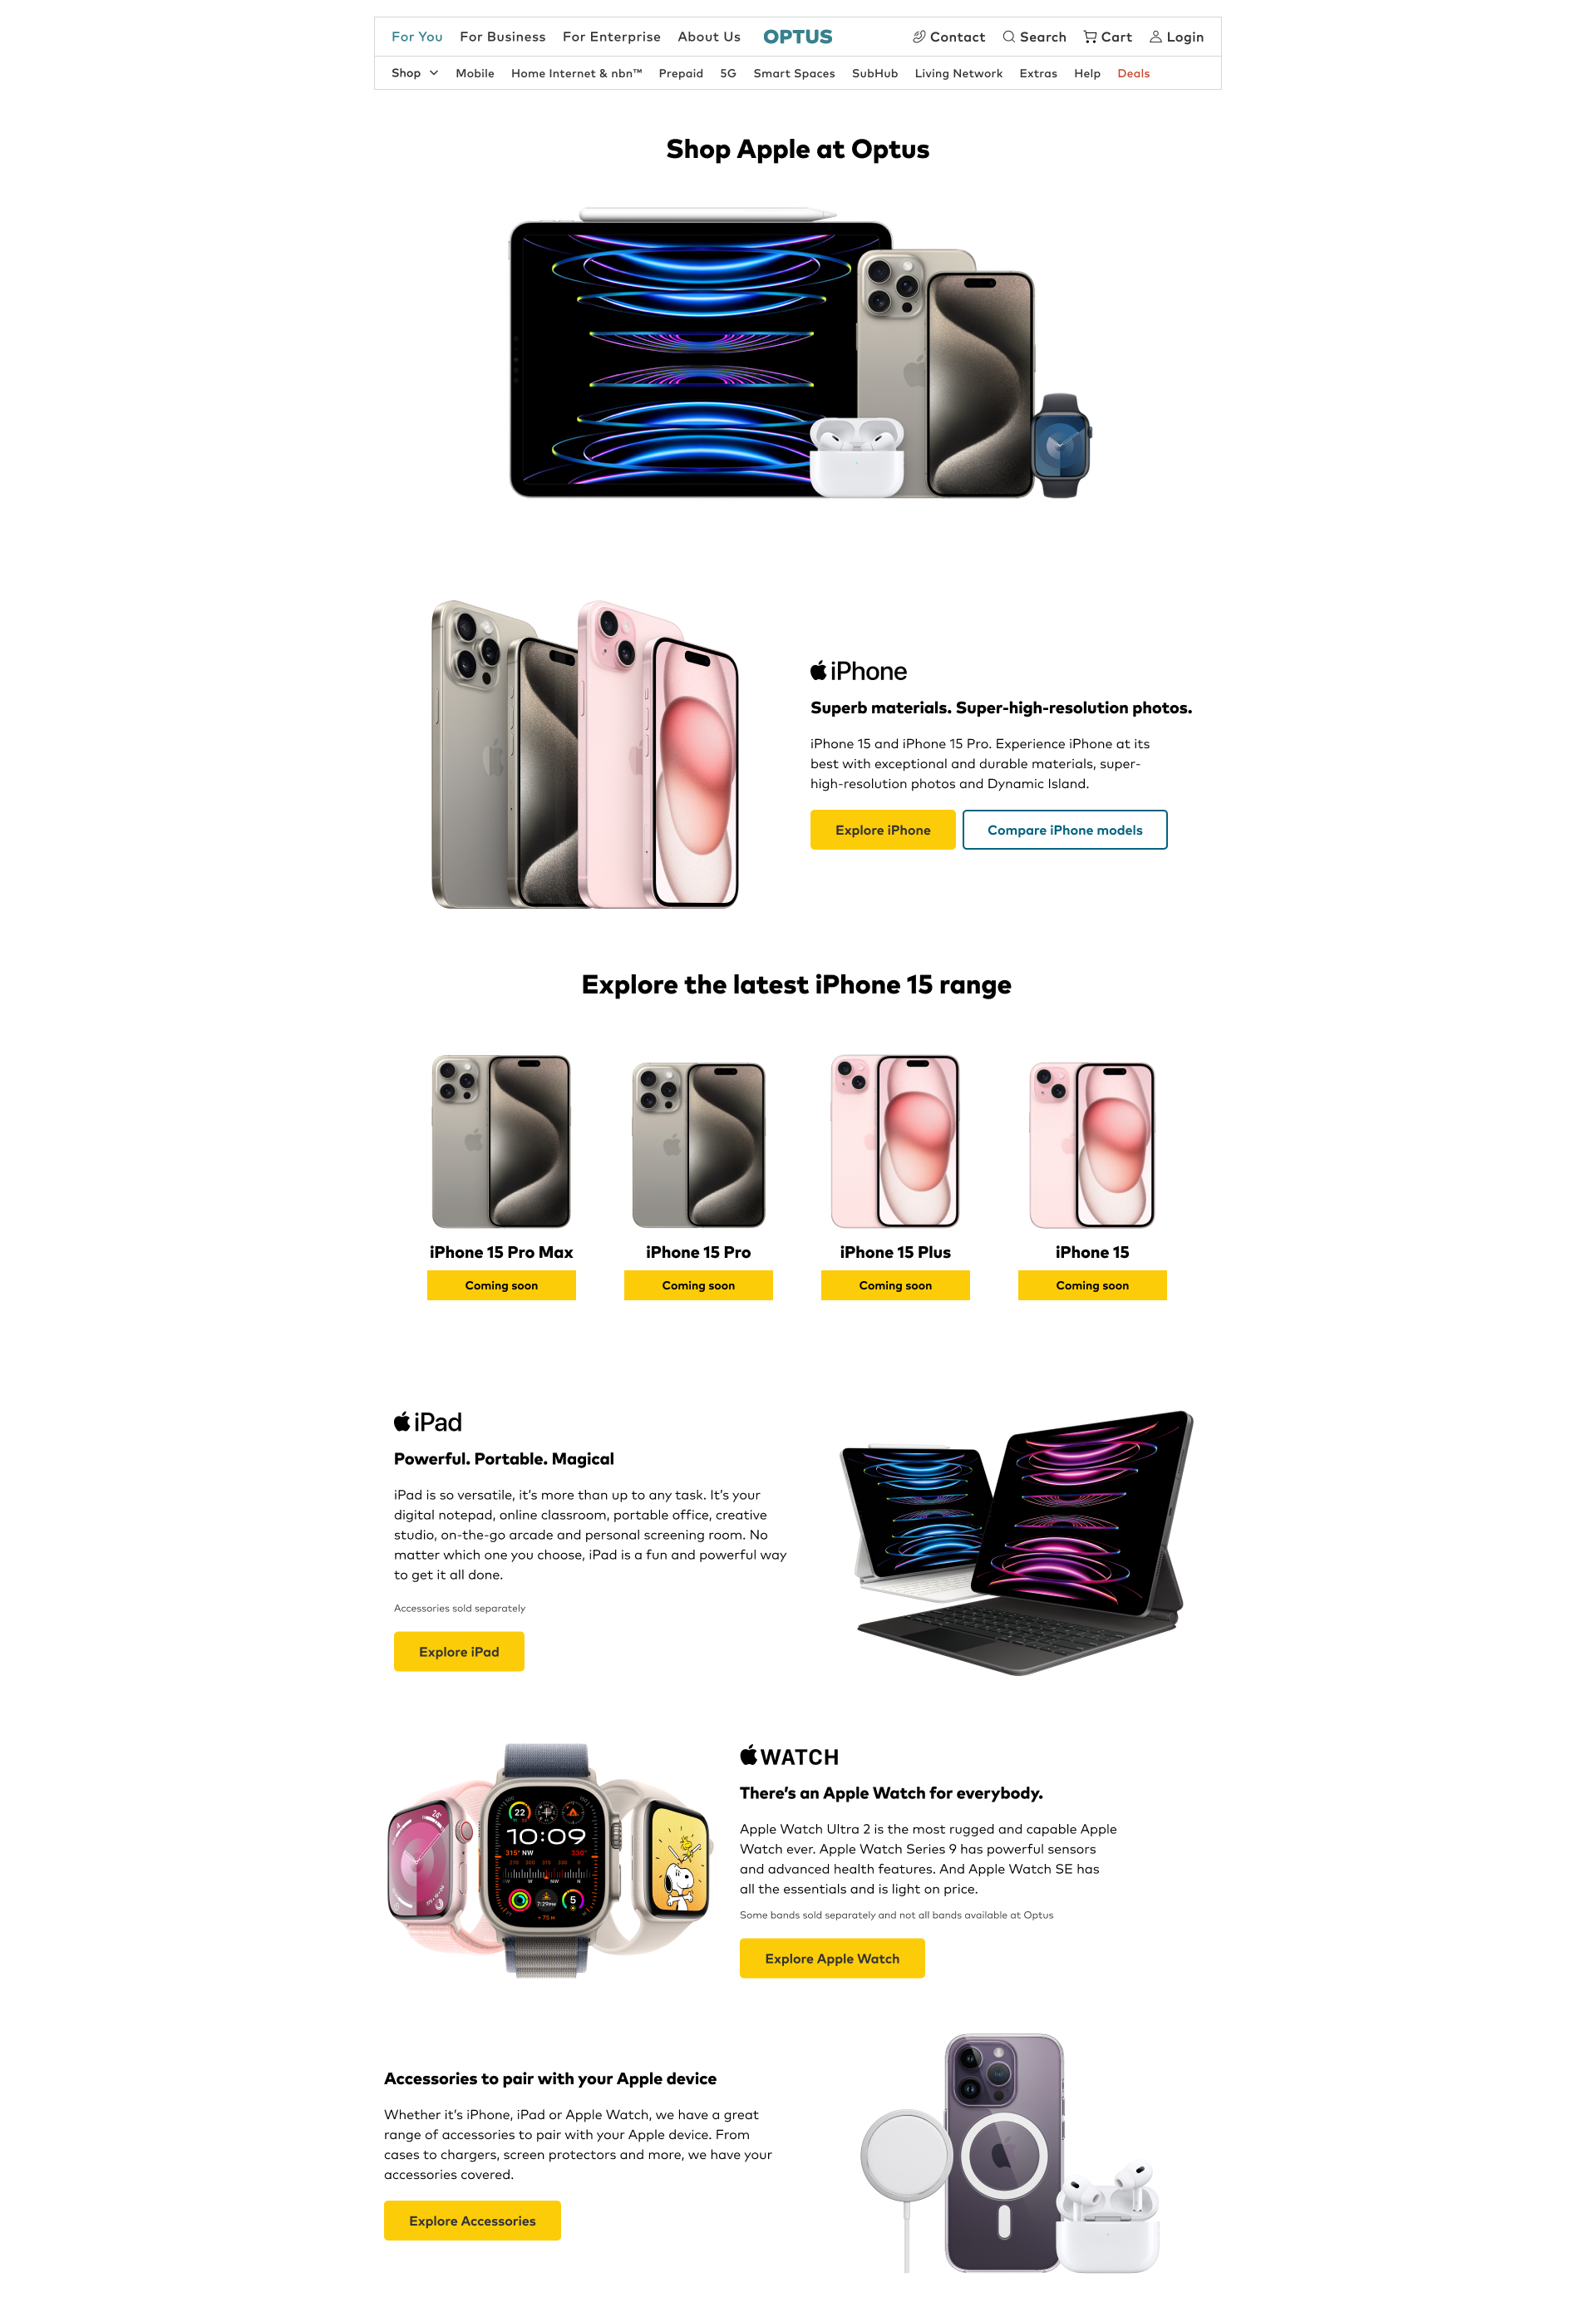 For You For Business For Enterprise About Us OPTUS Contact Search Cart Login
Shop Mobile Home Internet & nbn™ Prepaid 5G Smart Spaces SubHub Living Network Extras Help Deals
Shop Apple at Optus
iPhone
Superb materials. Super-high-resolution photos.
iPhone 15 and iPhone 15 Pro. Experience iPhone at its
best with exceptional and durable materials, super-
high-resolution photos and Dynamic Island.
Explore iPhone Compare iPhone models
Explore the latest iPhone 15 range
iPhone 15 Pro Max iPhone 15 Pro iPhone 15 Plus iPhone 15
Coming soon Coming soon Coming soon Coming soon
iPad
Powerful. Portable. Magical
iPad is so versatile, it's more than up to any task. It's your
digital notepad, online classroom, portable office, creative
studio, on-the-go arcade and personal screening room. No
matter which one you choose, iPad is a fun and powerful way
to get it all done.
Accessories sold separately
Explore iPad
22
10:09
315° NW 330°
270 300 315 330 0
W NW N
7:29PM 5
WATCH
There's an Apple Watch for everybody.
Apple Watch Ultra 2 is the most rugged and capable Apple
Watch ever. Apple Watch Series 9 has powerful sensors
and advanced health features. And Apple Watch SE has
all the essentials and is light on price.
Some bands sold separately and not all bands available at Optus
Explore Apple Watch
Accessories to pair with your Apple device
Whether it's iPhone, iPad or Apple Watch, we have a great
range of accessories to pair with your Apple device. From
cases to chargers, screen protectors and more, we have your
accessories covered.
Explore Accessories